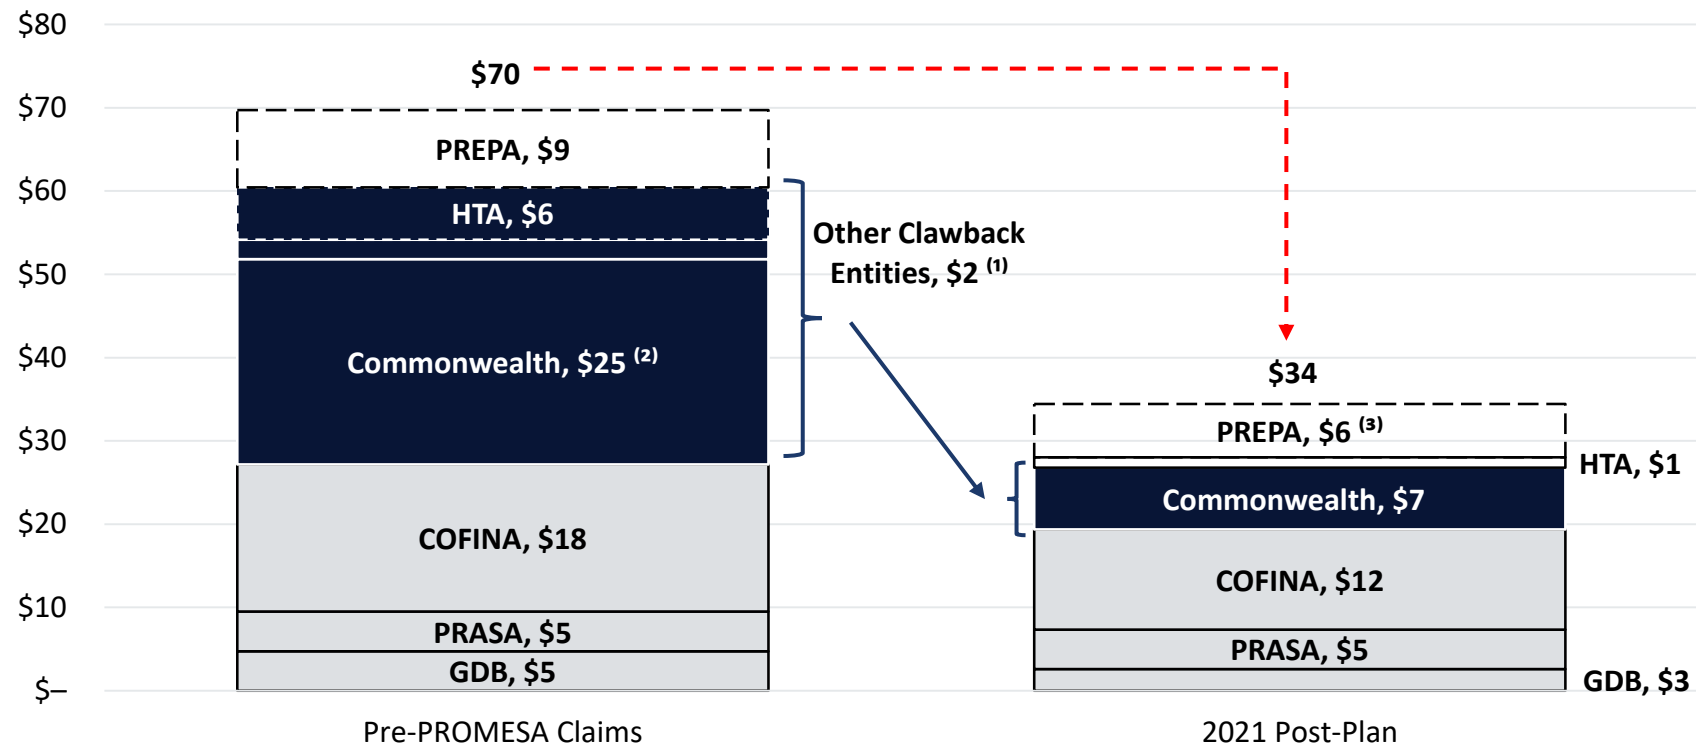 $80
$70
$60
$50
$40
$30
$20
$10
$–
$70
PREPA, $9
HTA, $6
Other Clawback
Entities, $2 (1)
Commonwealth, $25 (2)
COFINA, $18
PRASA, $5
GDB, $5
Pre-PROMESA Claims
$34
PREPA, $6 (3)
HTA, $1
Commonwealth, $7
COFINA, $12
PRASA, $5
GDB, $3
2021 Post-Plan